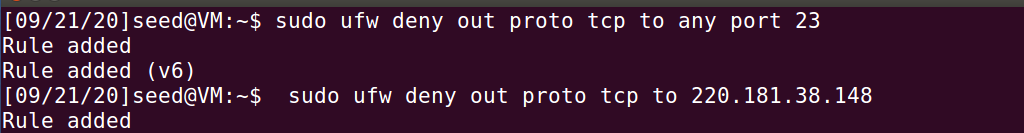 [09/21/20]seed@VM:~$ sudo ufw deny out proto tcp to any port 23
Rule added
Rule added (v6)
[09/21/20]seed@VM:~$  sudo ufw deny out proto tcp to 220.181.38.148
Rule added